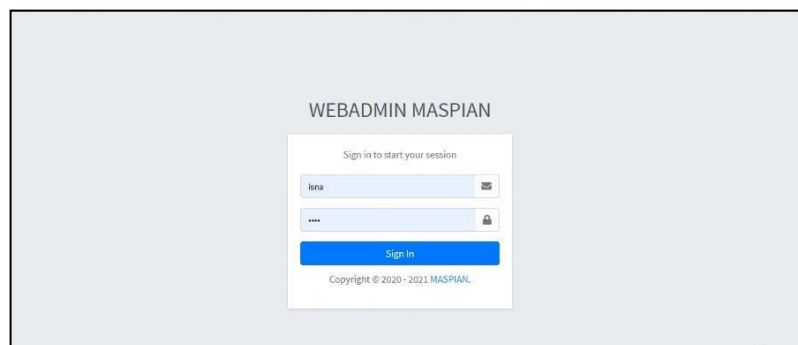 WEBADMIN MASPIAN
Sign in to start your session
isna
••••
Sign In
Copyright © 2020 - 2021 MASPIAN.